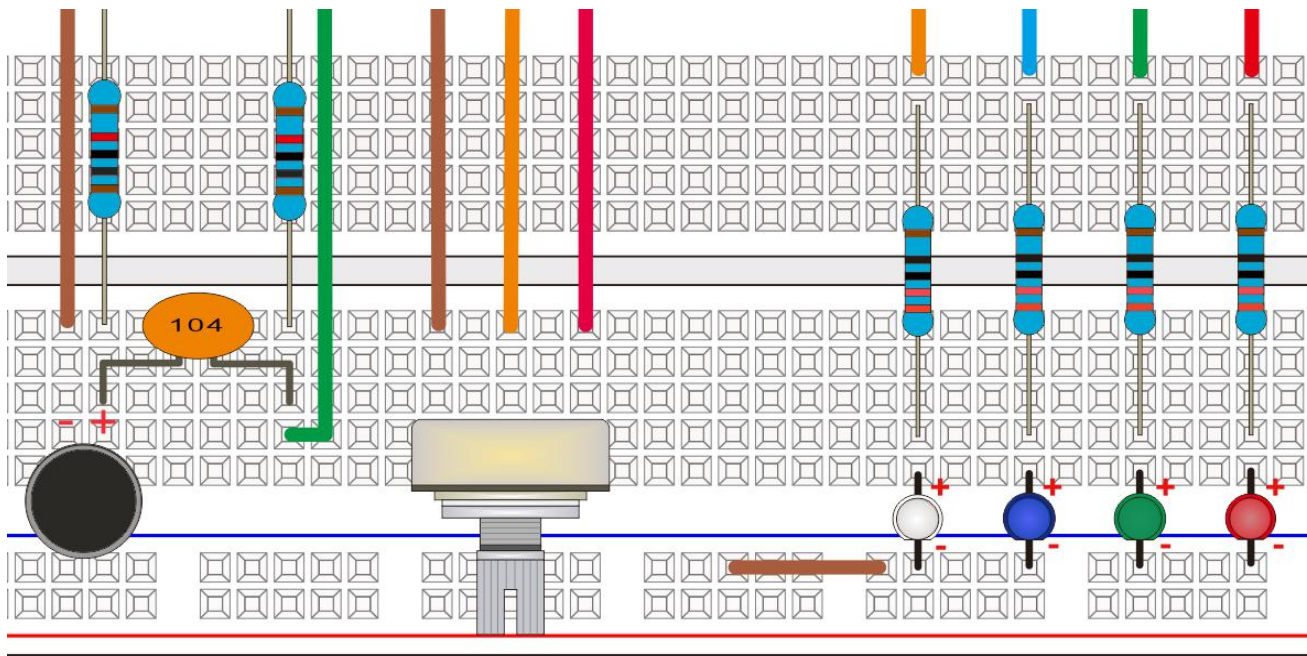 104
- +
+ + + +
- - - -